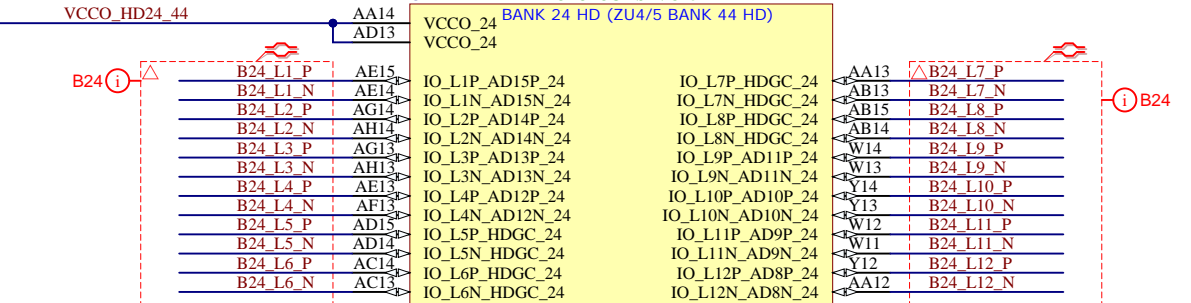 BANK 24 HD (ZU4/5 BANK 44 HD)
VCCO_HD24_44 AA14 VCCO_24
AD13 VCCO_24
B24 i
B24_L1_P AE15 IO_L1P_AD15P_24 IO_L7P_HDGC_24 AA13 B24_L7_P
B24_L1_N AE14 IO_L1N_AD15N_24 IO_L7N_HDGC_24 AB13 B24_L7_N
i B24
B24_L2_P AG14 IO_L2P_AD14P_24 IO_L8P_HDGC_24 AB15 B24_L8_P
B24_L2_N AH14 IO_L2N_AD14N_24 IO_L8N_HDGC_24 AB14 B24_L8_N
B24_L3_P AG13 IO_L3P_AD13P_24 IO_L9P_AD11P_24 W14 B24_L9_P
B24_L3_N AH13 IO_L3N_AD13N_24 IO_L9N_AD11N_24 W13 B24_L9_N
B24_L4_P AE13 IO_L4P_AD12P_24 IO_L10P_AD10P_24 Y14 B24_L10_P
B24_L4_N AF13 IO_L4N_AD12N_24 IO_L10N_AD10N_24 Y13 B24_L10_N
B24_L5_P AD15 IO_L5P_HDGC_24 IO_L11P_AD9P_24 W12 B24_L11_P
B24_L5_N AD14 IO_L5N_HDGC_24 IO_L11N_AD9N_24 W11 B24_L11_N
B24_L6_P AC14 IO_L6P_HDGC_24 IO_L12P_AD8P_24 Y12 B24_L12_P
B24_L6_N AC13 IO_L6N_HDGC_24 IO_L12N_AD8N_24 AA12 B24_L12_N